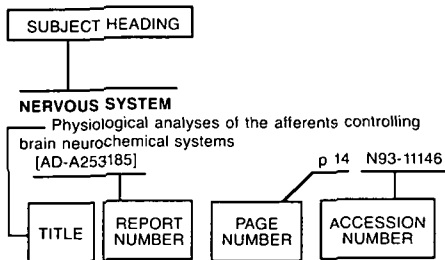 SUBJECT HEADING
NERVOUS SYSTEM
Physiological analyses of the afferents controlling
brain neurochemical systems
[AD-A253185] p 14 N93-11146
TITLE
REPORT
NUMBER
PAGE
NUMBER
ACCESSION
NUMBER